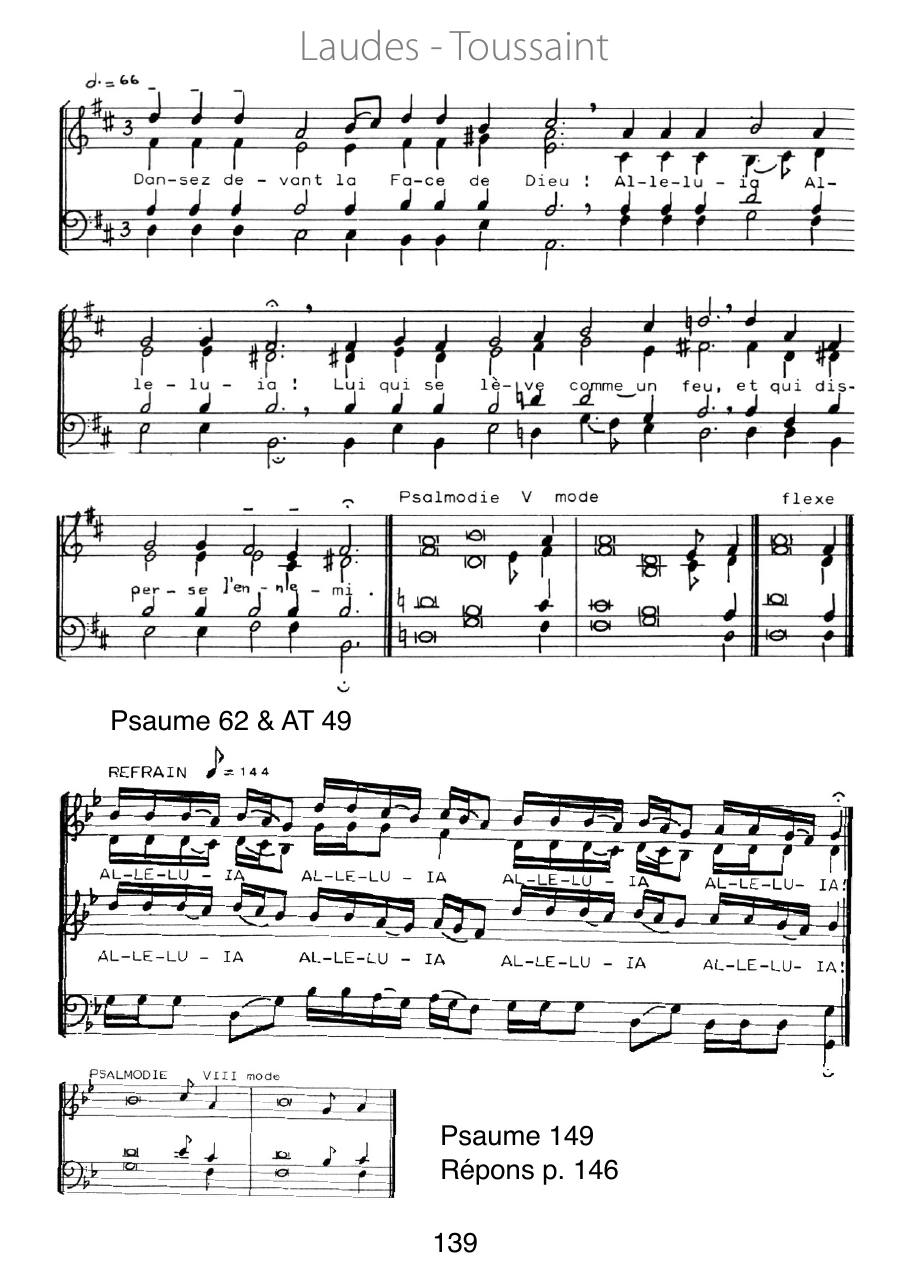 Laudes - Toussaint
𝅗𝅥. = 66
3
Dan-sez de - vant la Fa-ce de Dieu ! Al-le-lu - ia Al-
3
le - lu - ia ! Lui qui se lè-ve comme un feu, et qui dis-
Psalmodie V mode flexe
per - se l'en - ne - mi .
Psaume 62 & AT 49
REFRAIN ♪ = 144
AL-LE-LU - IA AL-LE-LU - IA AL-LE-LU - IA AL-LE-LU- IA!
AL-LE-LU - IA AL-LE-LU - IA AL-LE-LU - IA AL-LE-LU- IA!
PSALMODIE VIII mode
Psaume 149
Répons p. 146
139